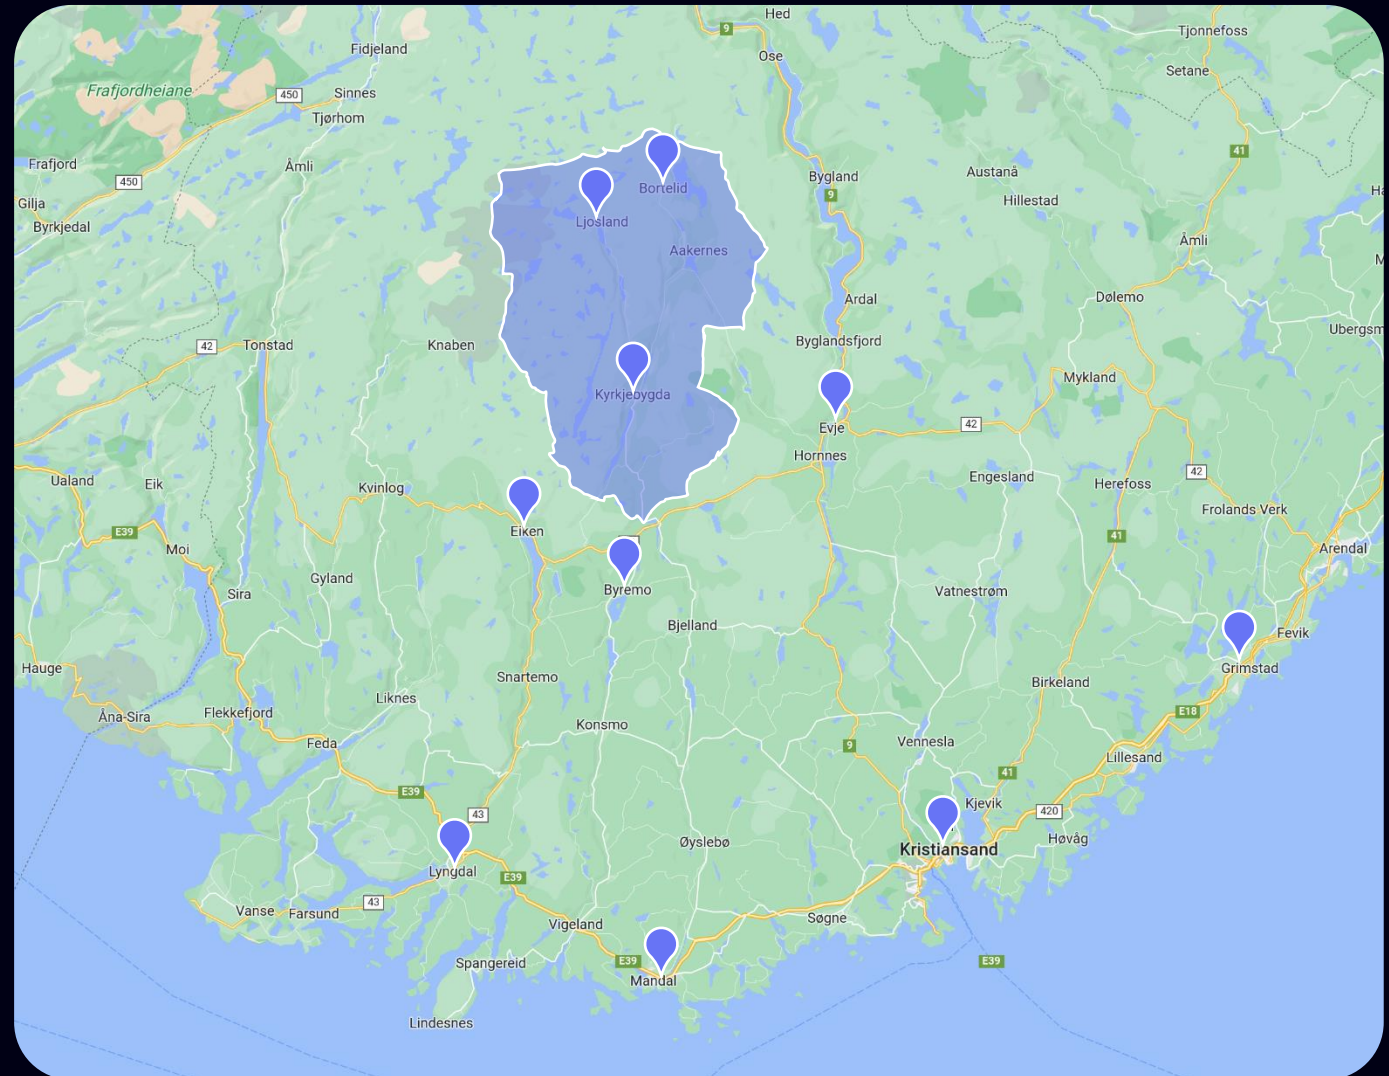 Hed
9
Ose
Tjonnefoss
Fidjeland
Setane
Frafjordheiane
450
Sinnes
Tjørhom
41
Frafjord
Åmli
Bygland
Austanå
450
Bortelid
9
Gilja
Hillestad
Byrkjedal
Ljosland
Aakernes
Åmli
Ardal
Dølemo
Ubergsm
42
Tonstad
Knaben
Byglandsfjord
Mykland
Kyrkjebygda
Evje
42
Hornnes
42
Ualand
Eik
Kvinlog
Engesland
Herefoss
Frolands Verk
E39
Eiken
41
Moi
Arendal
Gyland
Sira
Byremo
Vatnestrøm
Bjelland
Fevik
Hauge
Snartemo
Grimstad
Birkeland
Liknes
Åna-Sira
Flekkefjord
Konsmo
E18
Feda
9
Vennesla
Lillesand
41
E39
43
Kjevik
420
Øyslebø
Høvåg
Kristiansand
Lyngdal
E39
43
Vanse
Farsund
Vigeland
Søgne
Spangereid
E39
E39
Mandal
Lindesnes